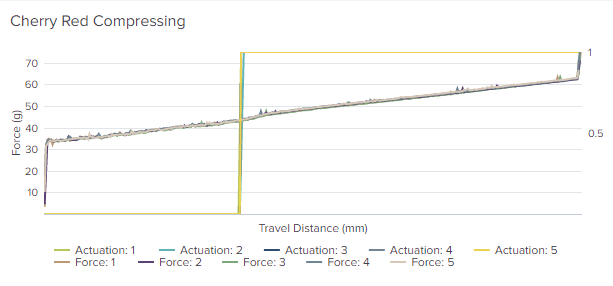 Cherry Red Compressing
70
60
50
40
30
20
10
Force (g)
1
0.5
Travel Distance (mm)
Actuation: 1 Actuation: 2 Actuation: 3 Actuation: 4 Actuation: 5
Force: 1 Force: 2 Force: 3 Force: 4 Force: 5